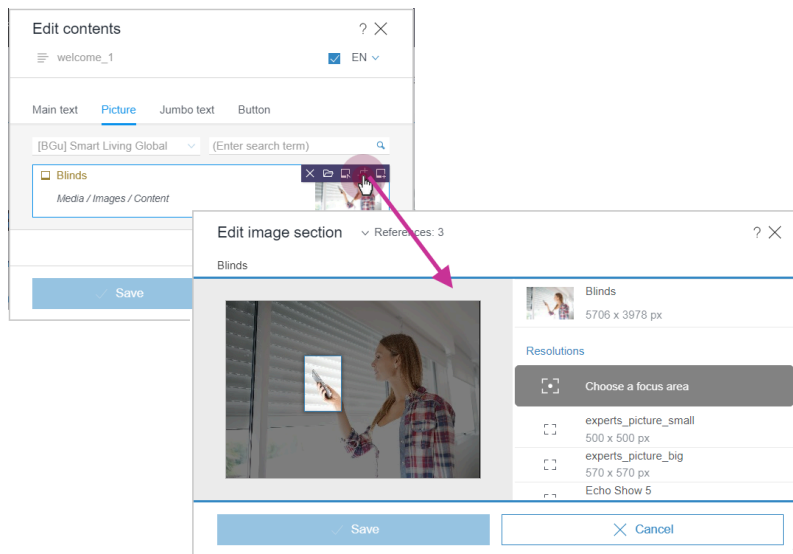 Edit contents
?
welcome_1
EN
Main text Picture Jumbo text Button
[BGu] Smart Living Global
(Enter search term)
Blinds
Media / Images / Content
Save
Edit image section
References: 3
?
Blinds
Blinds
5706 x 3978 px
Resolutions
Choose a focus area
experts_picture_small
500 x 500 px
experts_picture_big
570 x 570 px
Echo Show 5
Save
Cancel